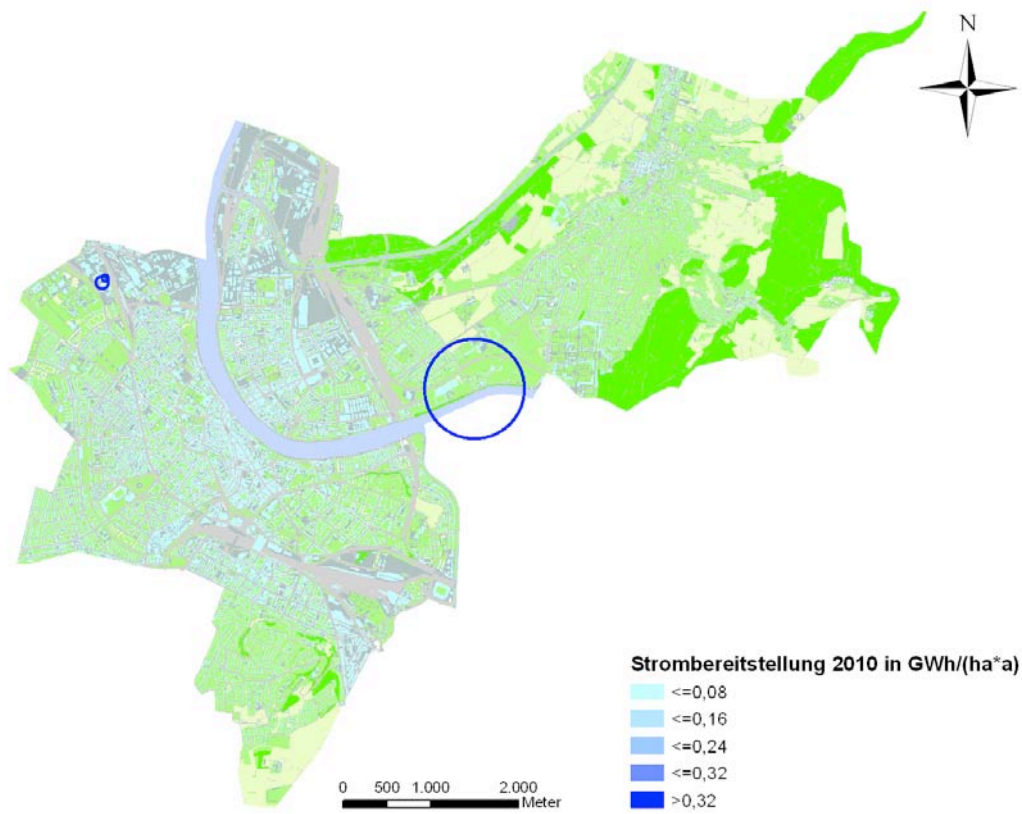 N
Strombereitstellung 2010 in GWh/(ha*a)
<=0,08
<=0,16
<=0,24
<=0,32
>0,32
0 500 1.000 2.000
Meter